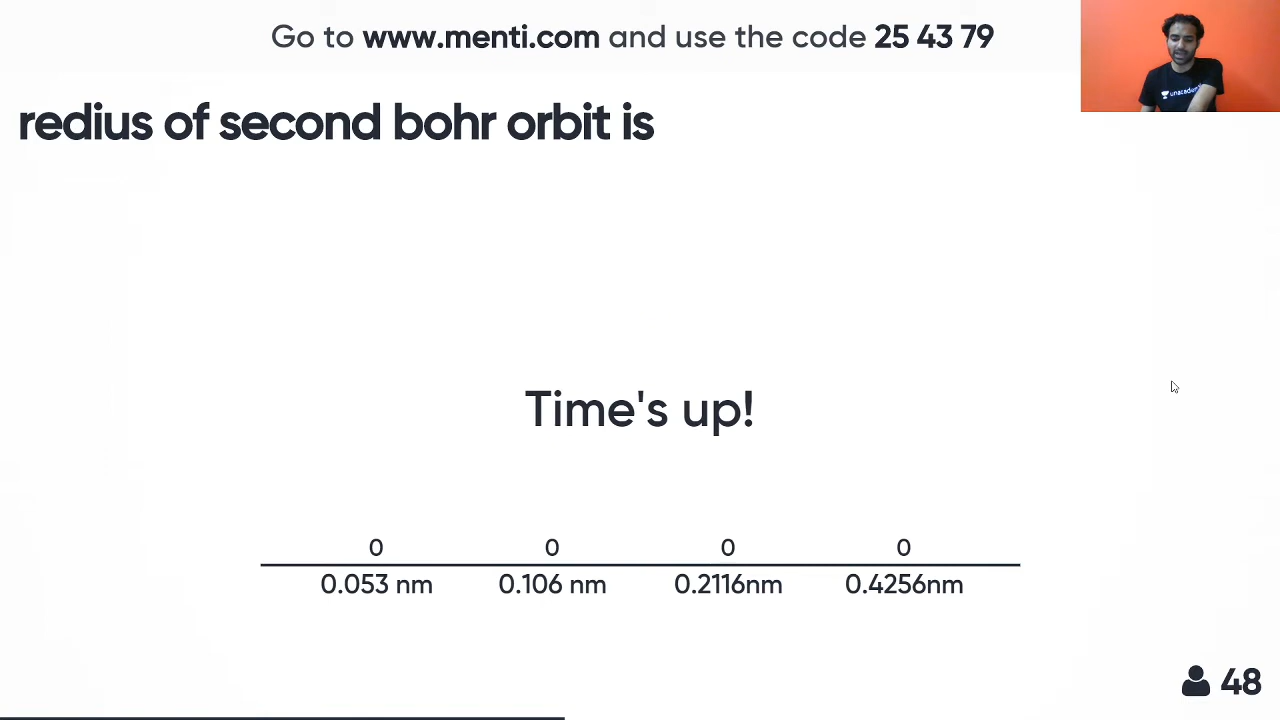 Go to www.menti.com and use the code 25 43 79
redius of second bohr orbit is
Time's up!
0 0 0 0
0.053 nm 0.106 nm 0.2116nm 0.4256nm
48